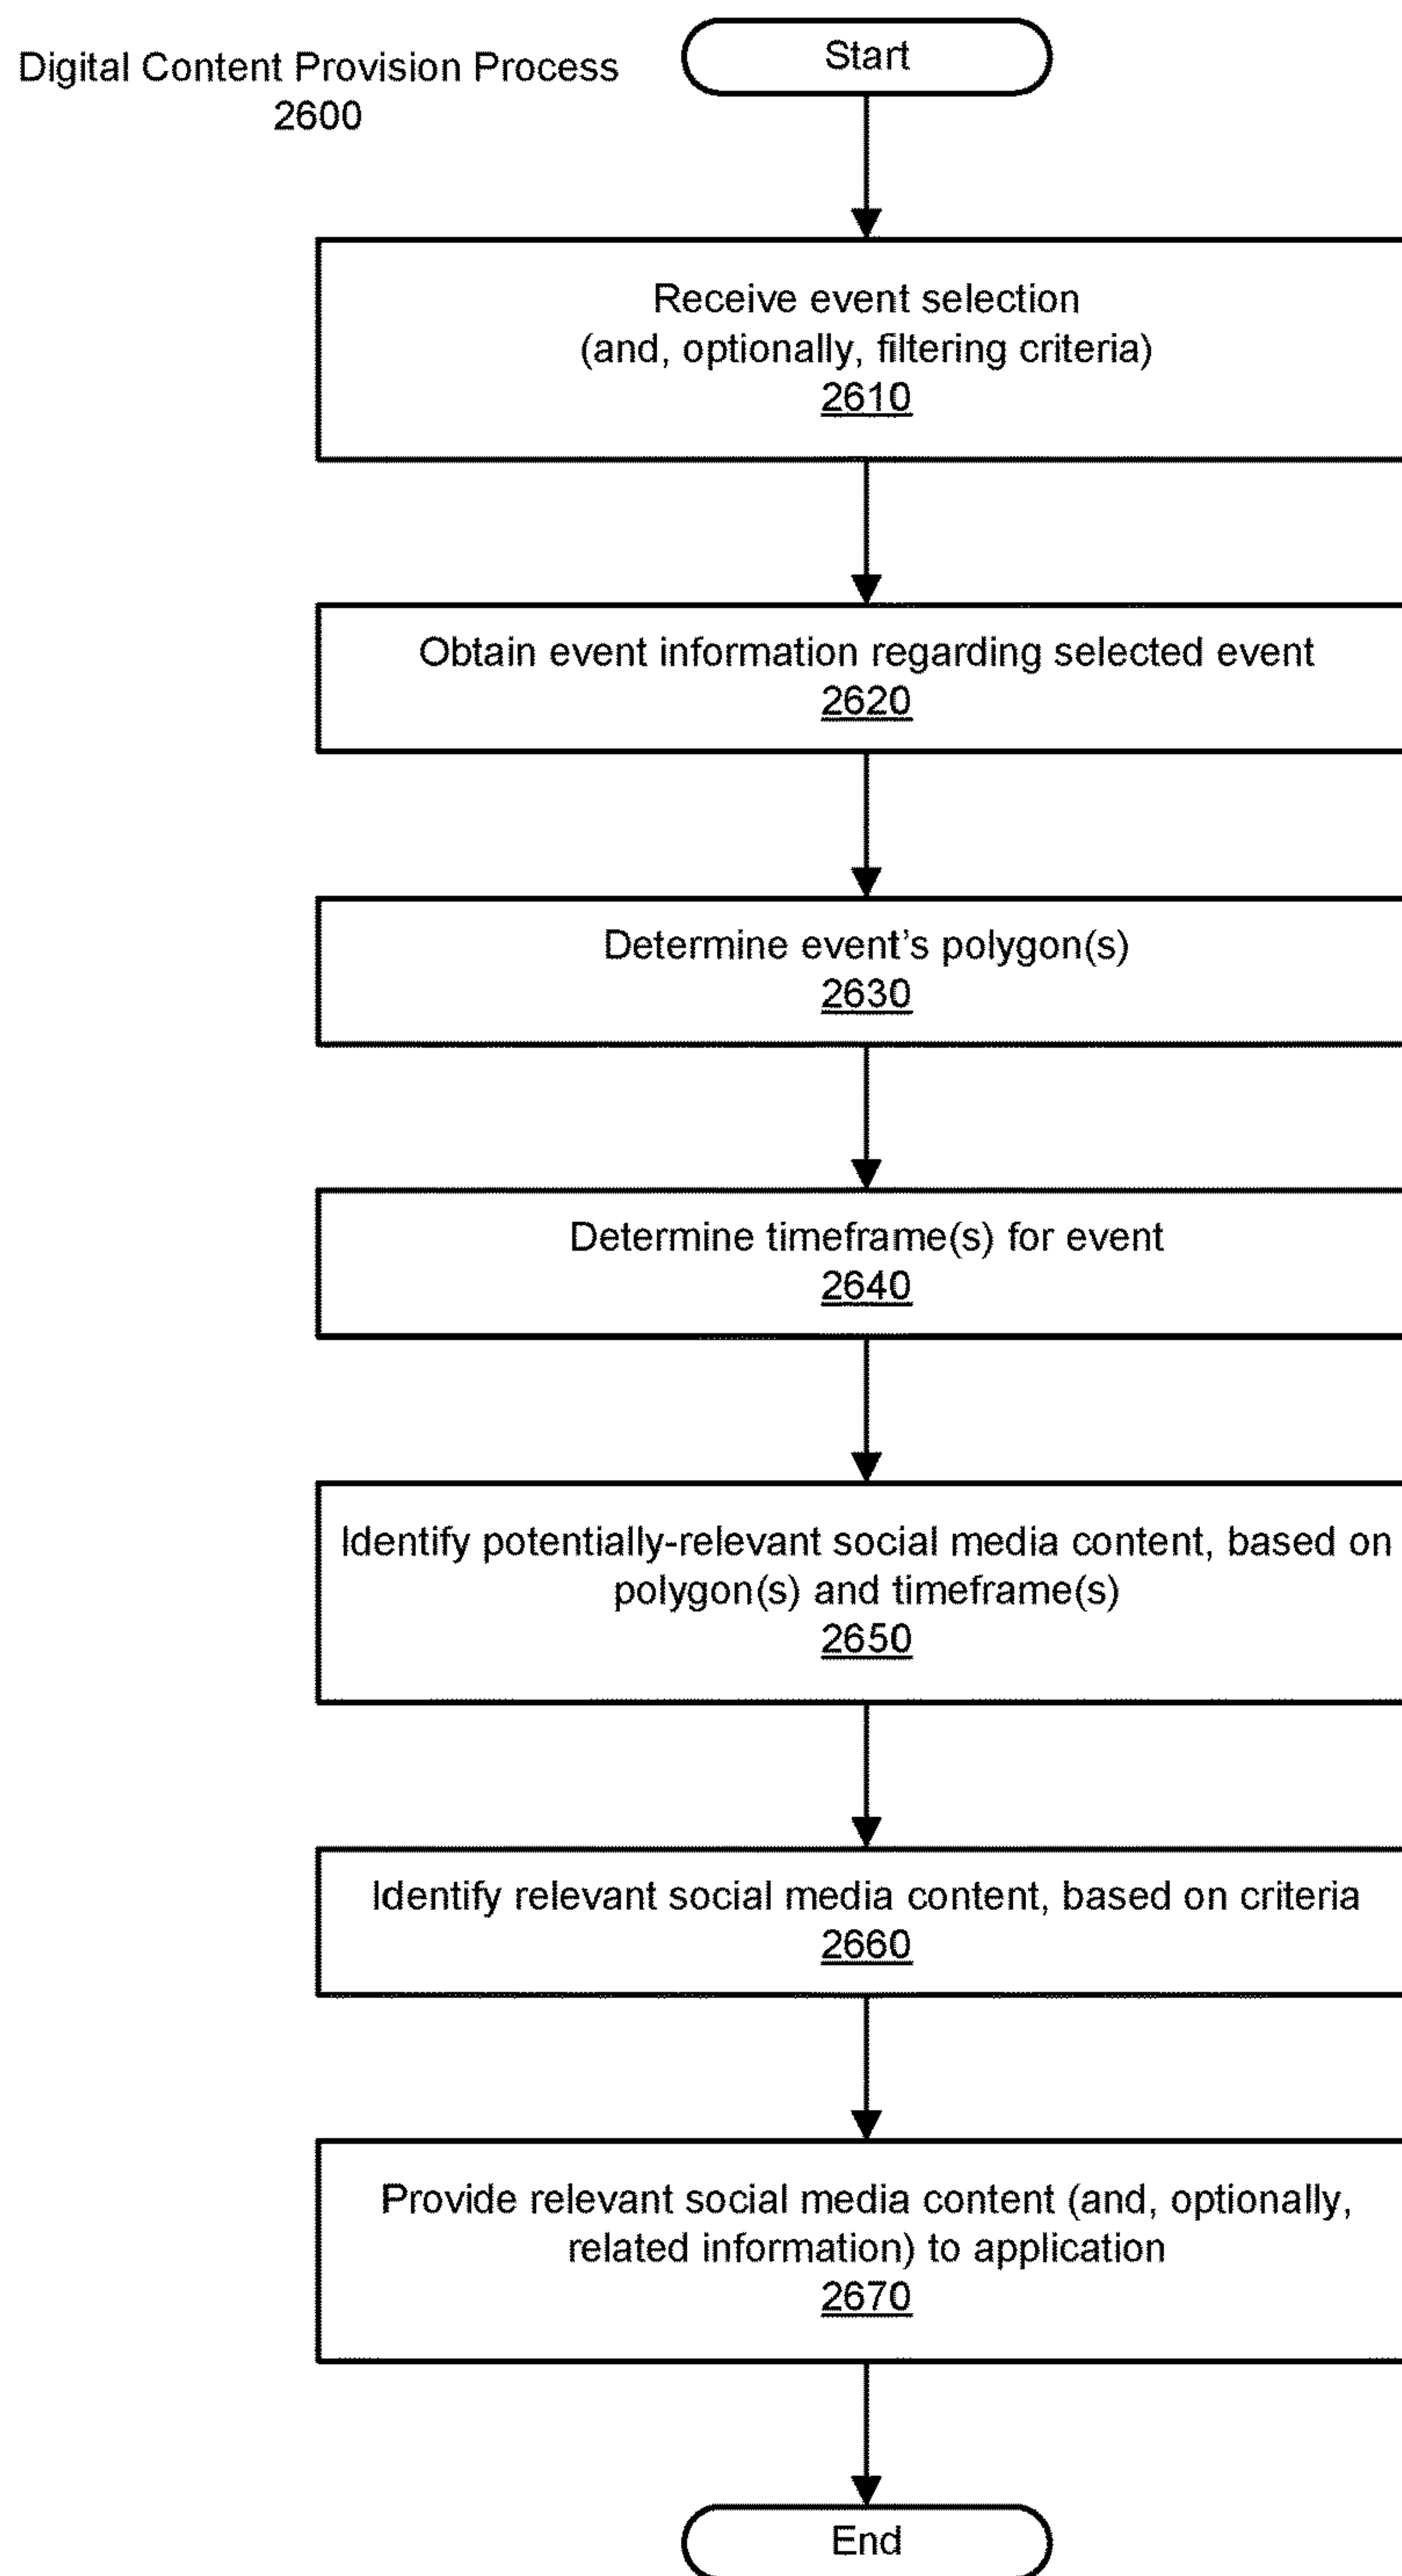 Start
Digital Content Provision Process
2600
Receive event selection
(and, optionally, filtering criteria)
2610
Obtain event information regarding selected event
2620
Determine event's polygon(s)
2630
Determine timeframe(s) for event
2640
Identify potentially-relevant social media content, based on
polygon(s) and timeframe(s)
2650
Identify relevant social media content, based on criteria
2660
Provide relevant social media content (and, optionally,
related information) to application
2670
End